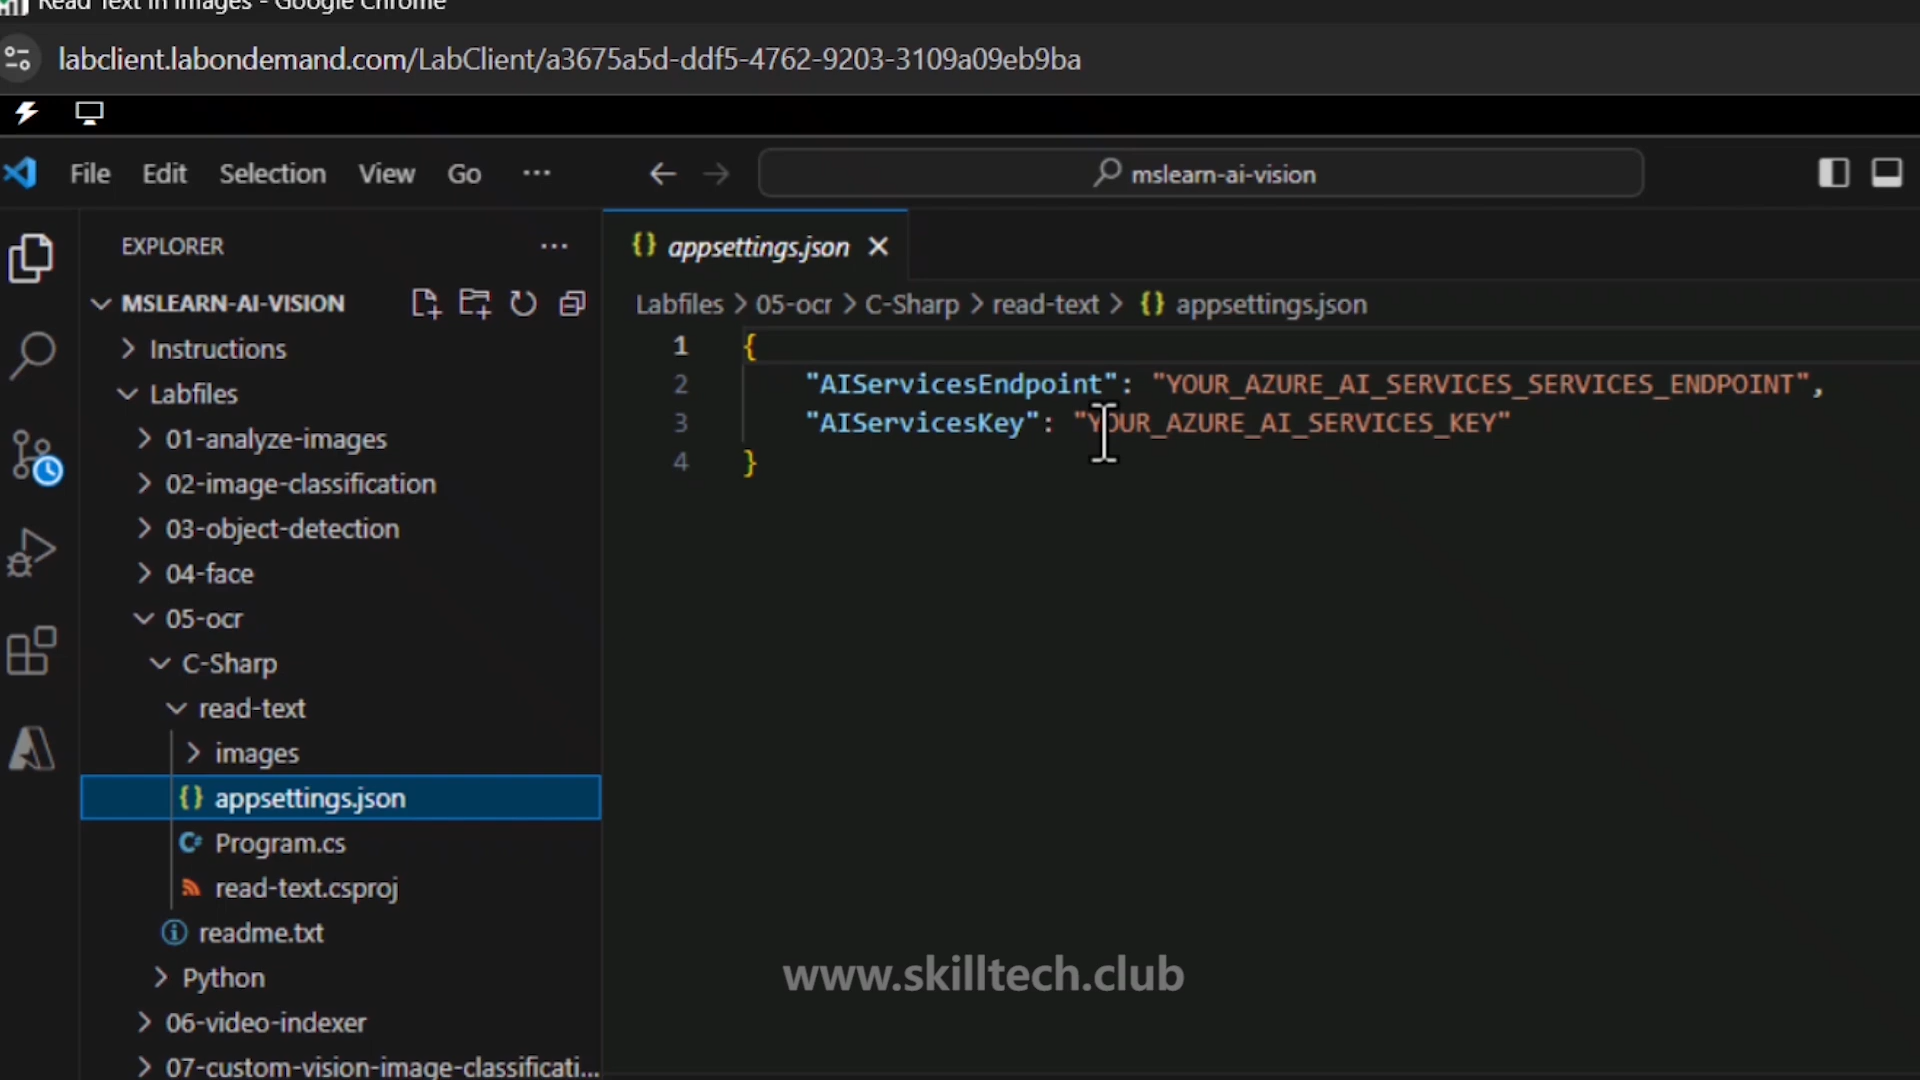 Read Text in Images - Google Chrome
labclient.labondemand.com/LabClient/a3675a5d-ddf5-4762-9203-3109a09eb9ba
File Edit Selection View Go ··· mslearn-ai-vision
EXPLORER ···
MSLEARN-AI-VISION
Instructions
Labfiles
01-analyze-images
02-image-classification
03-object-detection
04-face
05-ocr
C-Sharp
read-text
images
{} appsettings.json
Program.cs
read-text.csproj
readme.txt
Python
06-video-indexer
07-custom-vision-image-classificati...
{} appsettings.json
Labfiles > 05-ocr > C-Sharp > read-text > {} appsettings.json
1 {
2 "AIServicesEndpoint": "YOUR_AZURE_AI_SERVICES_SERVICES_ENDPOINT",
3 "AIServicesKey": "YOUR_AZURE_AI_SERVICES_KEY"
4 }
www.skilltech.club